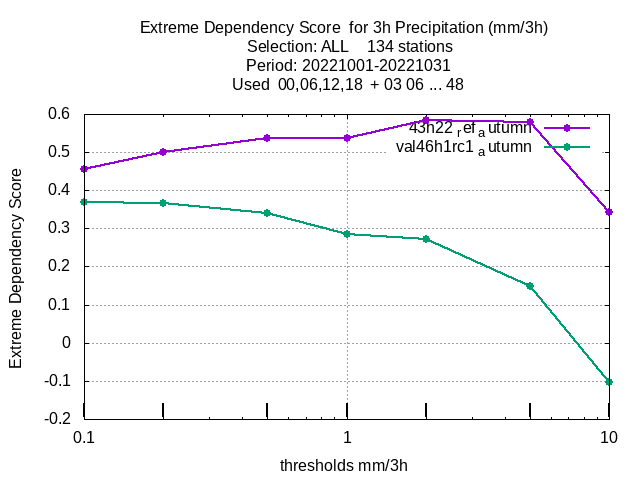 Extreme Dependency Score  for 3h Precipitation (mm/3h)
Selection: ALL    134 stations
Period: 20221001-20221031
Used  00,06,12,18  + 03 06 ... 48
43h22_ref_autumn
val46h1rc1_autumn
Extreme Dependency Score
0.6
0.5
0.4
0.3
0.2
0.1
0
-0.1
-0.2
0.1 1 10
thresholds mm/3h